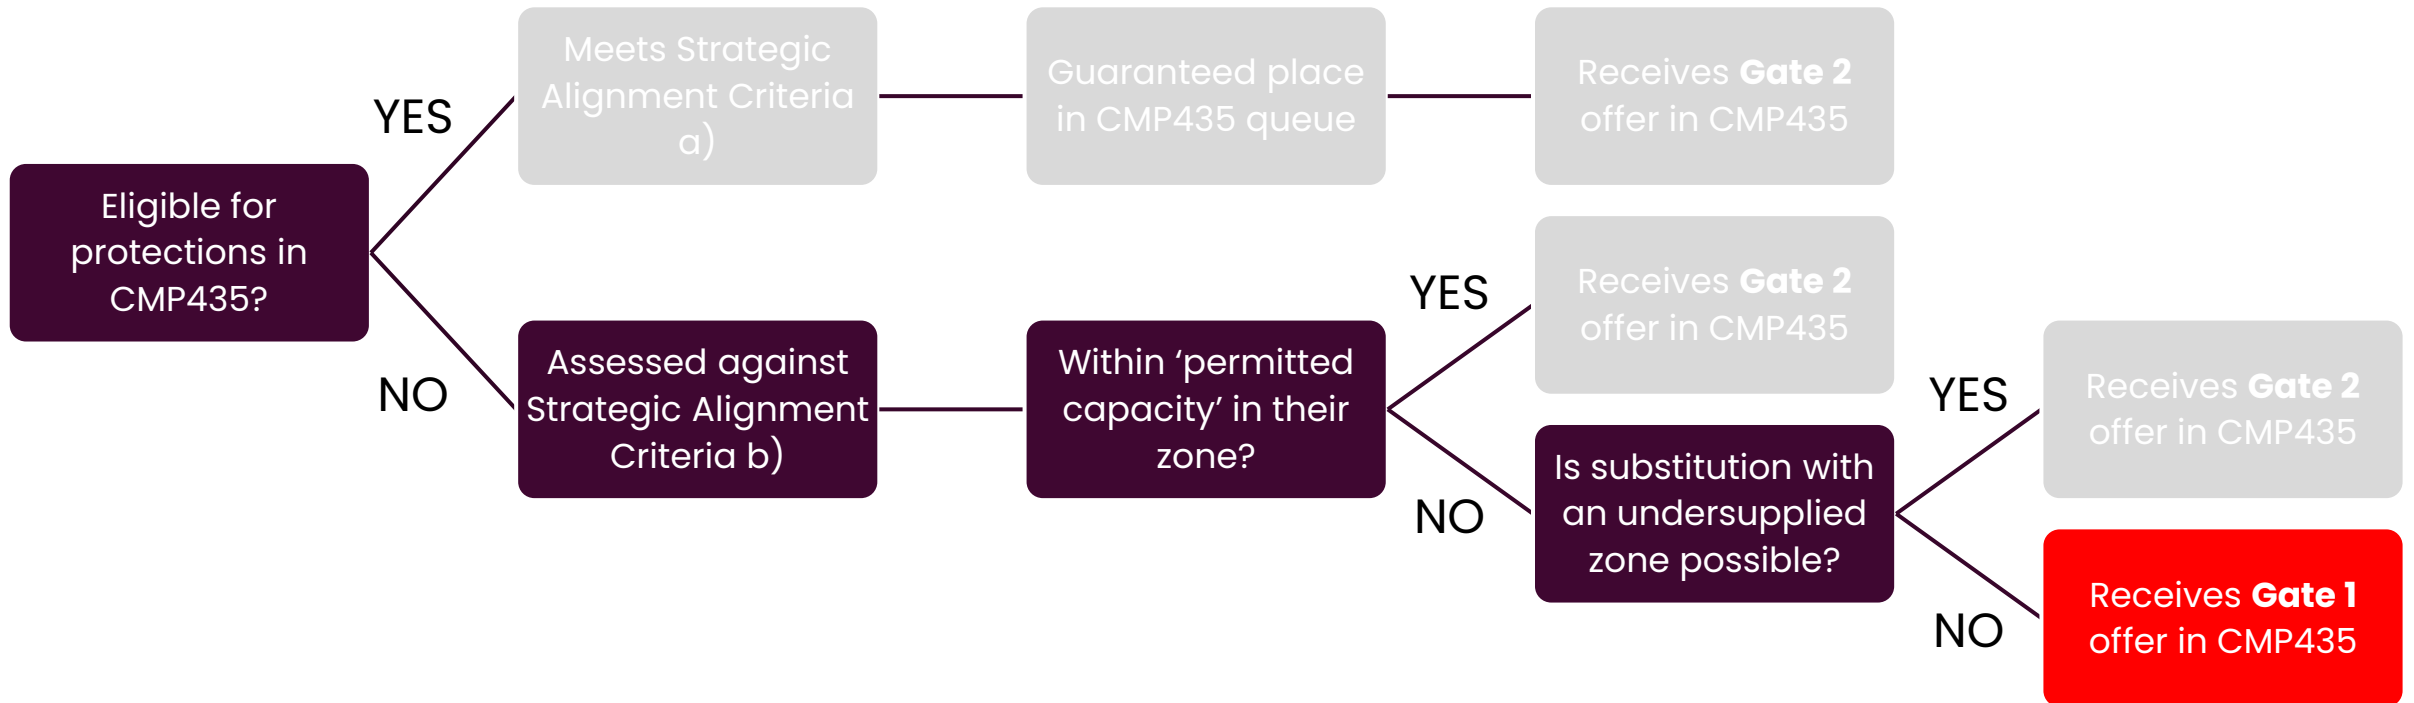 Eligible for
protections in
CMP435?
YES
Meets Strategic
Alignment Criteria
a)
Guaranteed place
in CMP435 queue
Receives Gate 2
offer in CMP435
NO
Assessed against
Strategic Alignment
Criteria b)
Within ‘permitted
capacity’ in their
zone?
YES
Receives Gate 2
offer in CMP435
NO
Is substitution with
an undersupplied
zone possible?
YES
Receives Gate 2
offer in CMP435
NO
Receives Gate 1
offer in CMP435